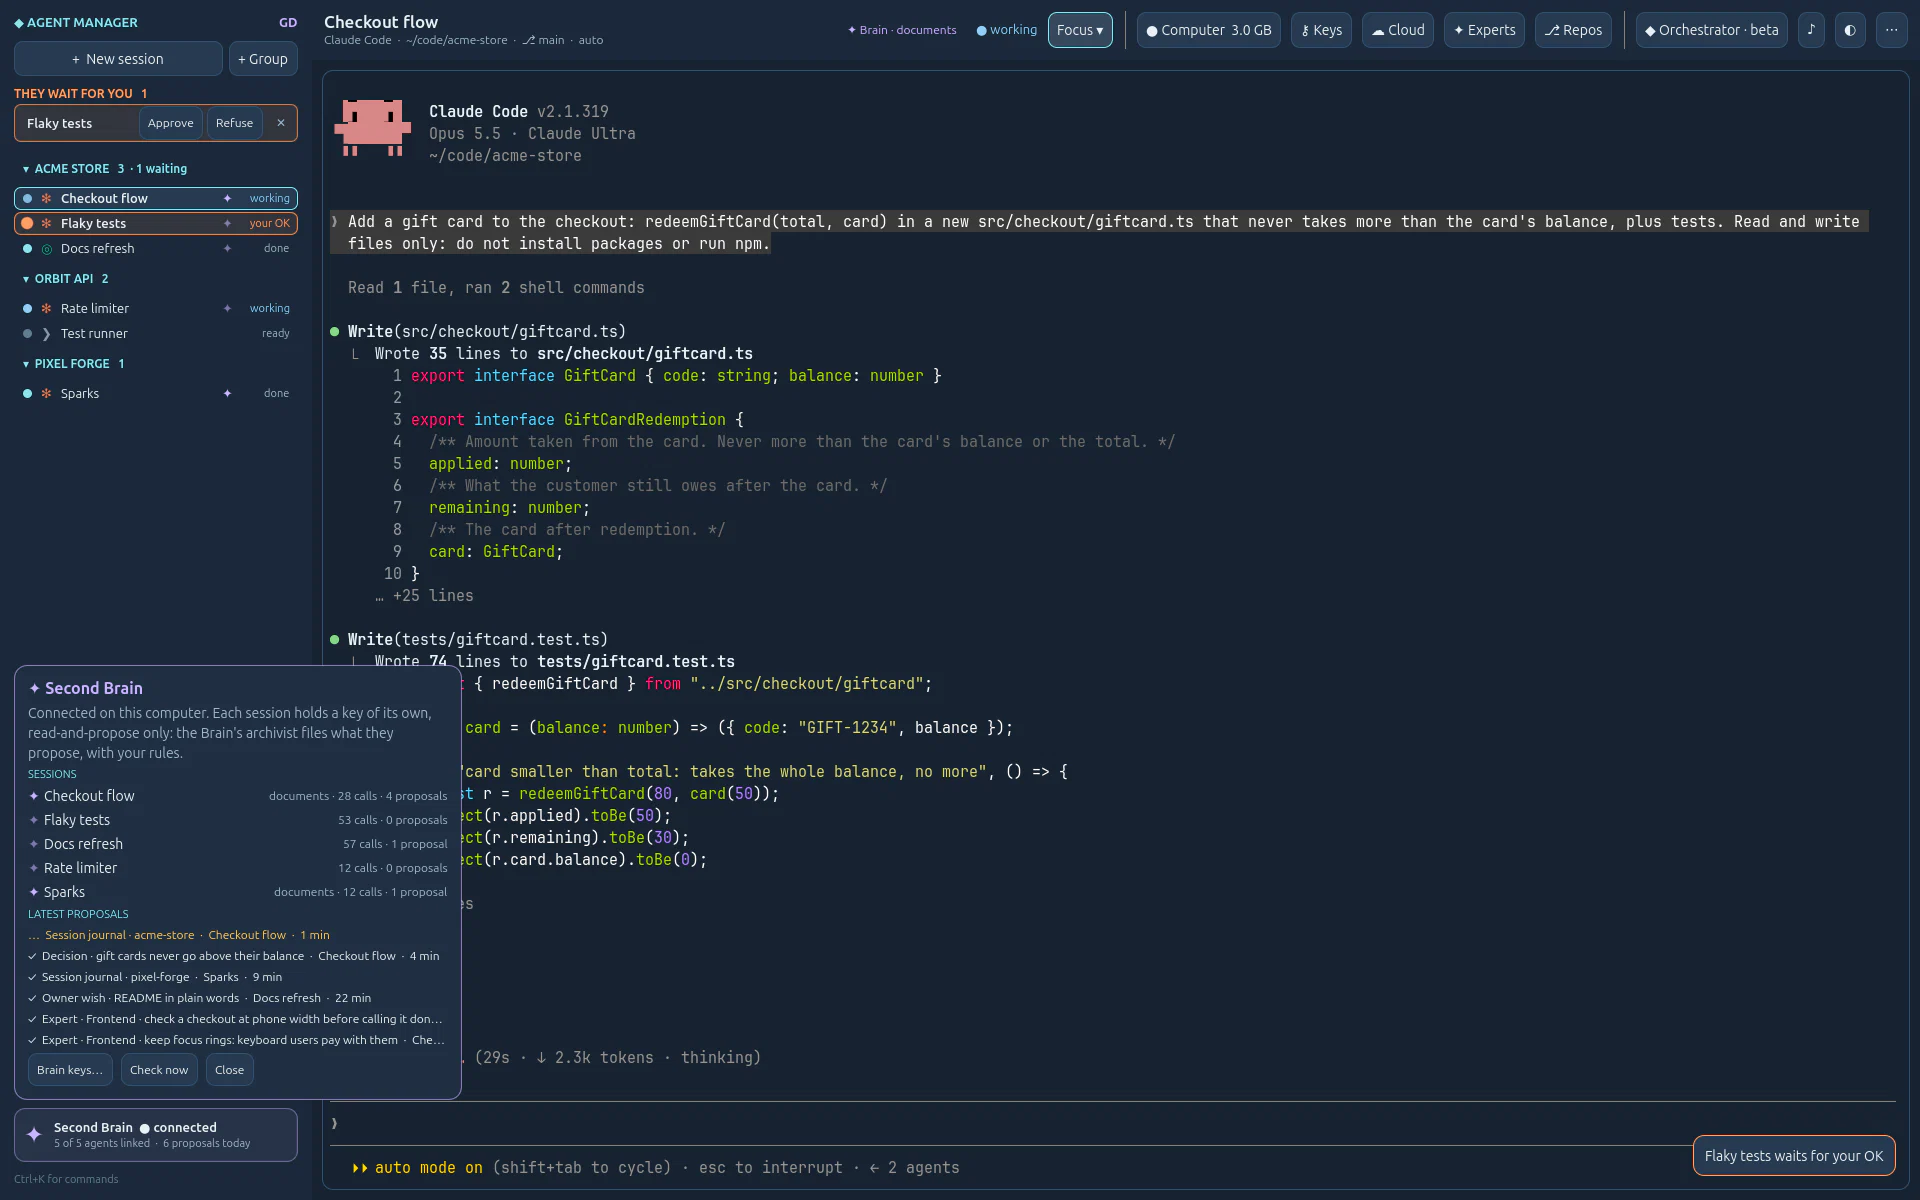 ◆ AGENT MANAGER GD
+ New session + Group
THEY WAIT FOR YOU 1
Flaky tests Approve Refuse ×
▾ ACME STORE 3 · 1 waiting
Checkout flow ✦ working
Flaky tests ✦ your OK
Docs refresh ✦ done
▾ ORBIT API 2
Rate limiter ✦ working
❯ Test runner ready
▾ PIXEL FORGE 1
Sparks ✦ done
Checkout flow
Claude Code · ~/code/acme-store · ⎇ main · auto
✦ Brain · documents ● working Focus ▾ ● Computer 3.0 GB Keys ☁ Cloud ✦ Experts ⎇ Repos ◆ Orchestrator · beta ♪ ◐ ···
Claude Code v2.1.319
Opus 5.5 · Claude Ultra
~/code/acme-store
❯ Add a gift card to the checkout: redeemGiftCard(total, card) in a new src/checkout/giftcard.ts that never takes more than the card's balance, plus tests. Read and write
files only: do not install packages or run npm.
Read 1 file, ran 2 shell commands
● Write(src/checkout/giftcard.ts)
└ Wrote 35 lines to src/checkout/giftcard.ts
1 export interface GiftCard { code: string; balance: number }
2
3 export interface GiftCardRedemption {
4 /** Amount taken from the card. Never more than the card's balance or the total. */
5 applied: number;
6 /** What the customer still owes after the card. */
7 remaining: number;
8 /** The card after redemption. */
9 card: GiftCard;
10 }
… +25 lines
● Write(tests/giftcard.test.ts)
Wrote 74 lines to tests/giftcard.test.ts
t { redeemGiftCard } from "../src/checkout/giftcard";
card = (balance: number) => ({ code: "GIFT-1234", balance });
"card smaller than total: takes the whole balance, no more", () => {
st r = redeemGiftCard(80, card(50));
ect(r.applied).toBe(50);
ect(r.remaining).toBe(30);
ect(r.card.balance).toBe(0);
es
. (29s · ↓ 2.3k tokens · thinking)
❯
⏵⏵ auto mode on (shift+tab to cycle) · esc to interrupt · ← 2 agents
Flaky tests waits for your OK
✦ Second Brain
Connected on this computer. Each session holds a key of its own,
read-and-propose only: the Brain's archivist files what they
propose, with your rules.
SESSIONS
✦ Checkout flow documents · 28 calls · 4 proposals
✦ Flaky tests 53 calls · 0 proposals
✦ Docs refresh 57 calls · 1 proposal
✦ Rate limiter 12 calls · 0 proposals
✦ Sparks documents · 12 calls · 1 proposal
LATEST PROPOSALS
… Session journal · acme-store · Checkout flow · 1 min
✓ Decision · gift cards never go above their balance · Checkout flow · 4 min
✓ Session journal · pixel-forge · Sparks · 9 min
✓ Owner wish · README in plain words · Docs refresh · 22 min
✓ Expert · Frontend · check a checkout at phone width before calling it don…
✓ Expert · Frontend · keep focus rings: keyboard users pay with them · Che…
Brain keys… Check now Close
✦ Second Brain ● connected
5 of 5 agents linked · 6 proposals today
Ctrl+K for commands